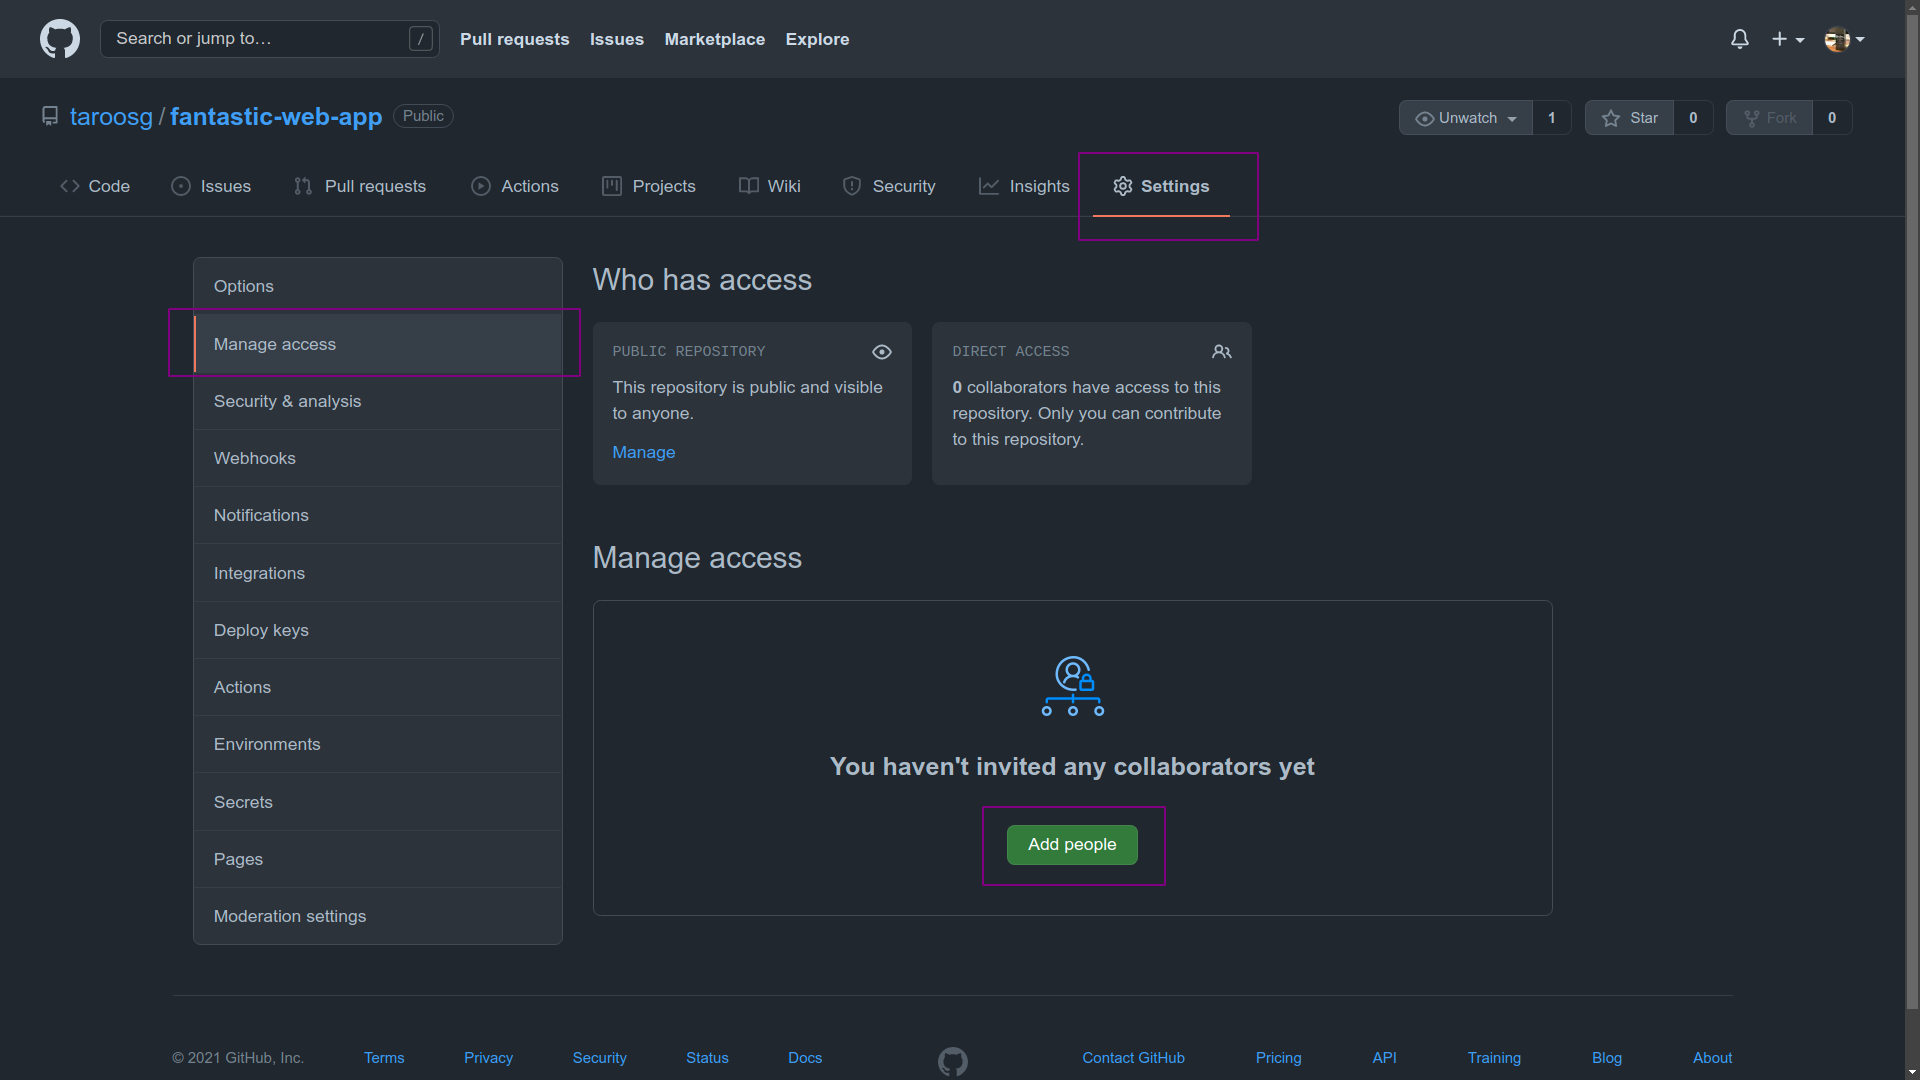 Search or jump to…
/
Pull requests
Issues
Marketplace
Explore
taroosg / fantastic-web-app
Public
Unwatch
1
Star
0
Fork
0
Code
Issues
Pull requests
Actions
Projects
Wiki
Security
Insights
Settings
Options
Manage access
Security & analysis
Webhooks
Notifications
Integrations
Deploy keys
Actions
Environments
Secrets
Pages
Moderation settings
Who has access
PUBLIC REPOSITORY
This repository is public and visible
to anyone.
Manage
DIRECT ACCESS
0 collaborators have access to this
repository. Only you can contribute
to this repository.
Manage access
You haven't invited any collaborators yet
Add people
© 2021 GitHub, Inc.
Terms
Privacy
Security
Status
Docs
Contact GitHub
Pricing
API
Training
Blog
About